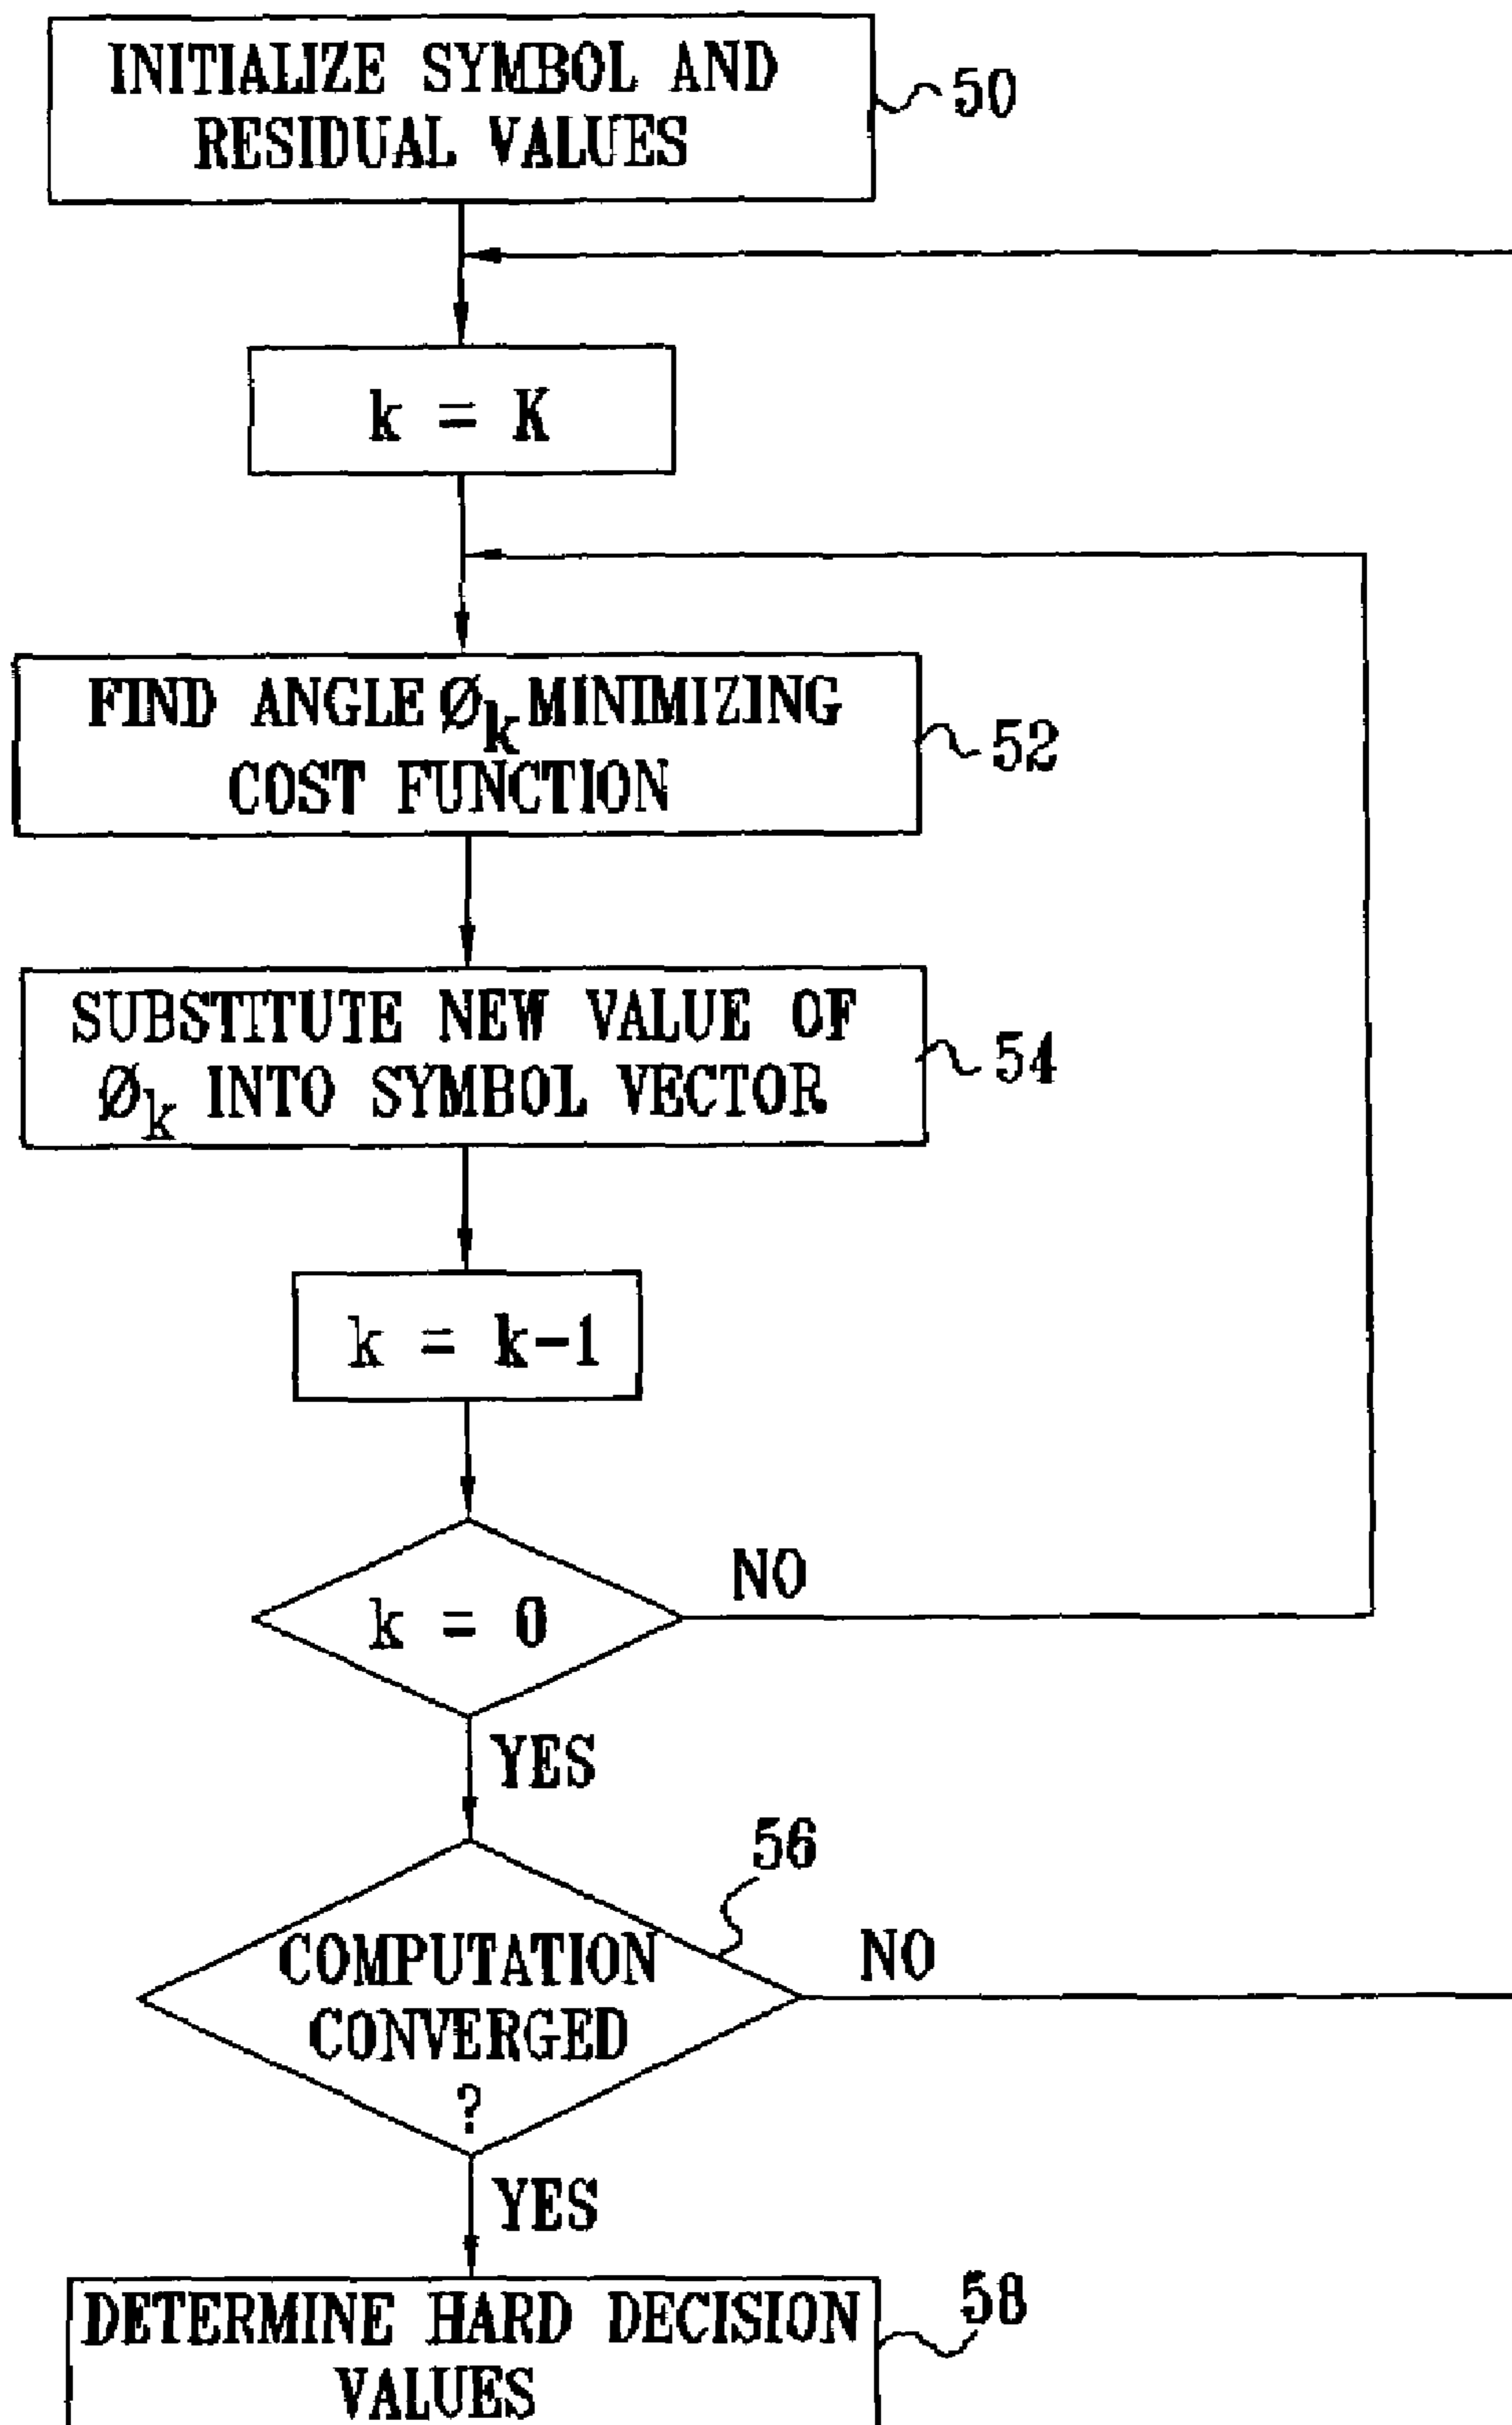 INITIALIZE SYMBOL AND
RESIDUAL VALUES
50
k = K
FIND ANGLE Øk MINIMIZING
COST FUNCTION
52
SUBSTITUTE NEW VALUE OF
Øk INTO SYMBOL VECTOR
54
k = k-1
k = 0
NO
YES
56
COMPUTATION
CONVERGED
?
NO
YES
DETERMINE HARD DECISION
VALUES
58